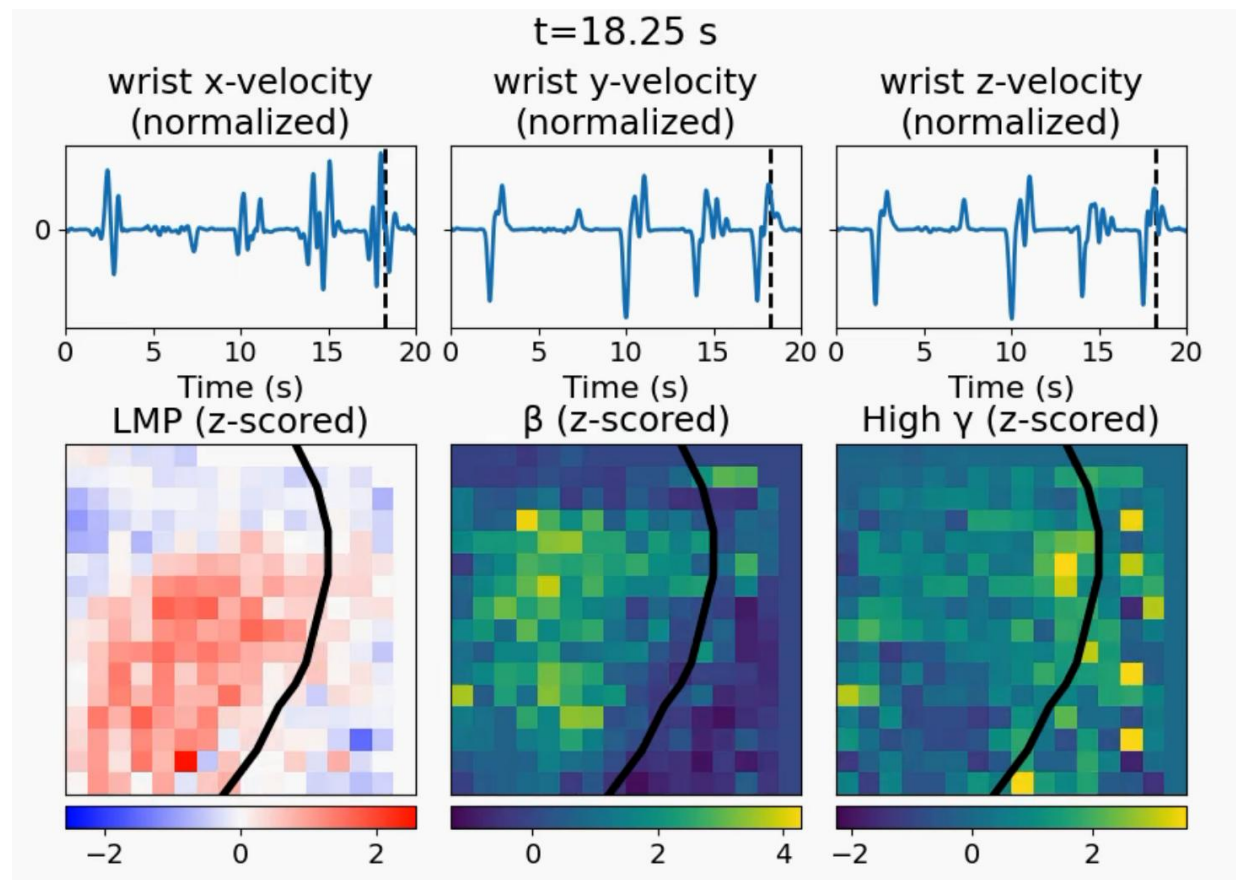 t=18.25 s
wrist x-velocity
(normalized)
wrist y-velocity
(normalized)
wrist z-velocity
(normalized)
0
0 5 10 15 20
0 5 10 15 20
0 5 10 15 20
Time (s)
Time (s)
Time (s)
LMP (z-scored)
β (z-scored)
High γ (z-scored)
−2 0 2
0 2 4
−2 0 2